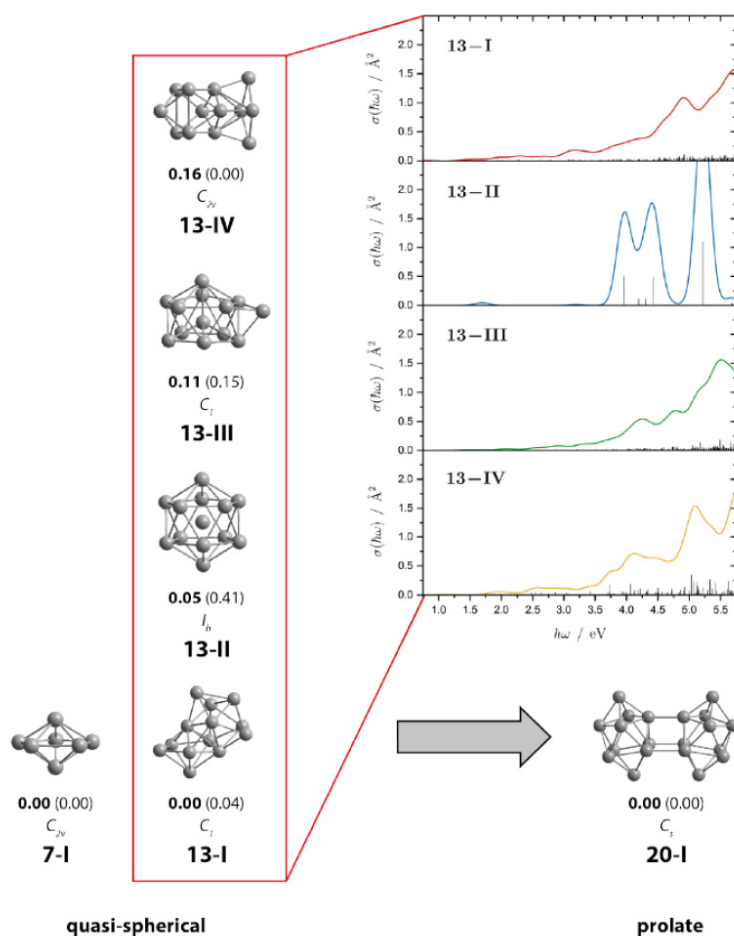 0.16 (0.00)
C2v
13-IV
0.11 (0.15)
C1
13-III
0.05 (0.41)
Ih
13-II
0.00 (0.00)
C2v
7-I
0.00 (0.04)
C1
13-I
quasi-spherical
13−I
σ(ħω) / Å²
2.0
1.5
1.0
0.5
0.0
13−II
σ(ħω) / Å²
2.0
1.5
1.0
0.5
0.0
13−III
σ(ħω) / Å²
2.0
1.5
1.0
0.5
0.0
13−IV
σ(ħω) / Å²
2.0
1.5
1.0
0.5
0.0
1.0 1.5 2.0 2.5 3.0 3.5 4.0 4.5 5.0 5.5
ħω / eV
0.00 (0.00)
Cs
20-I
prolate